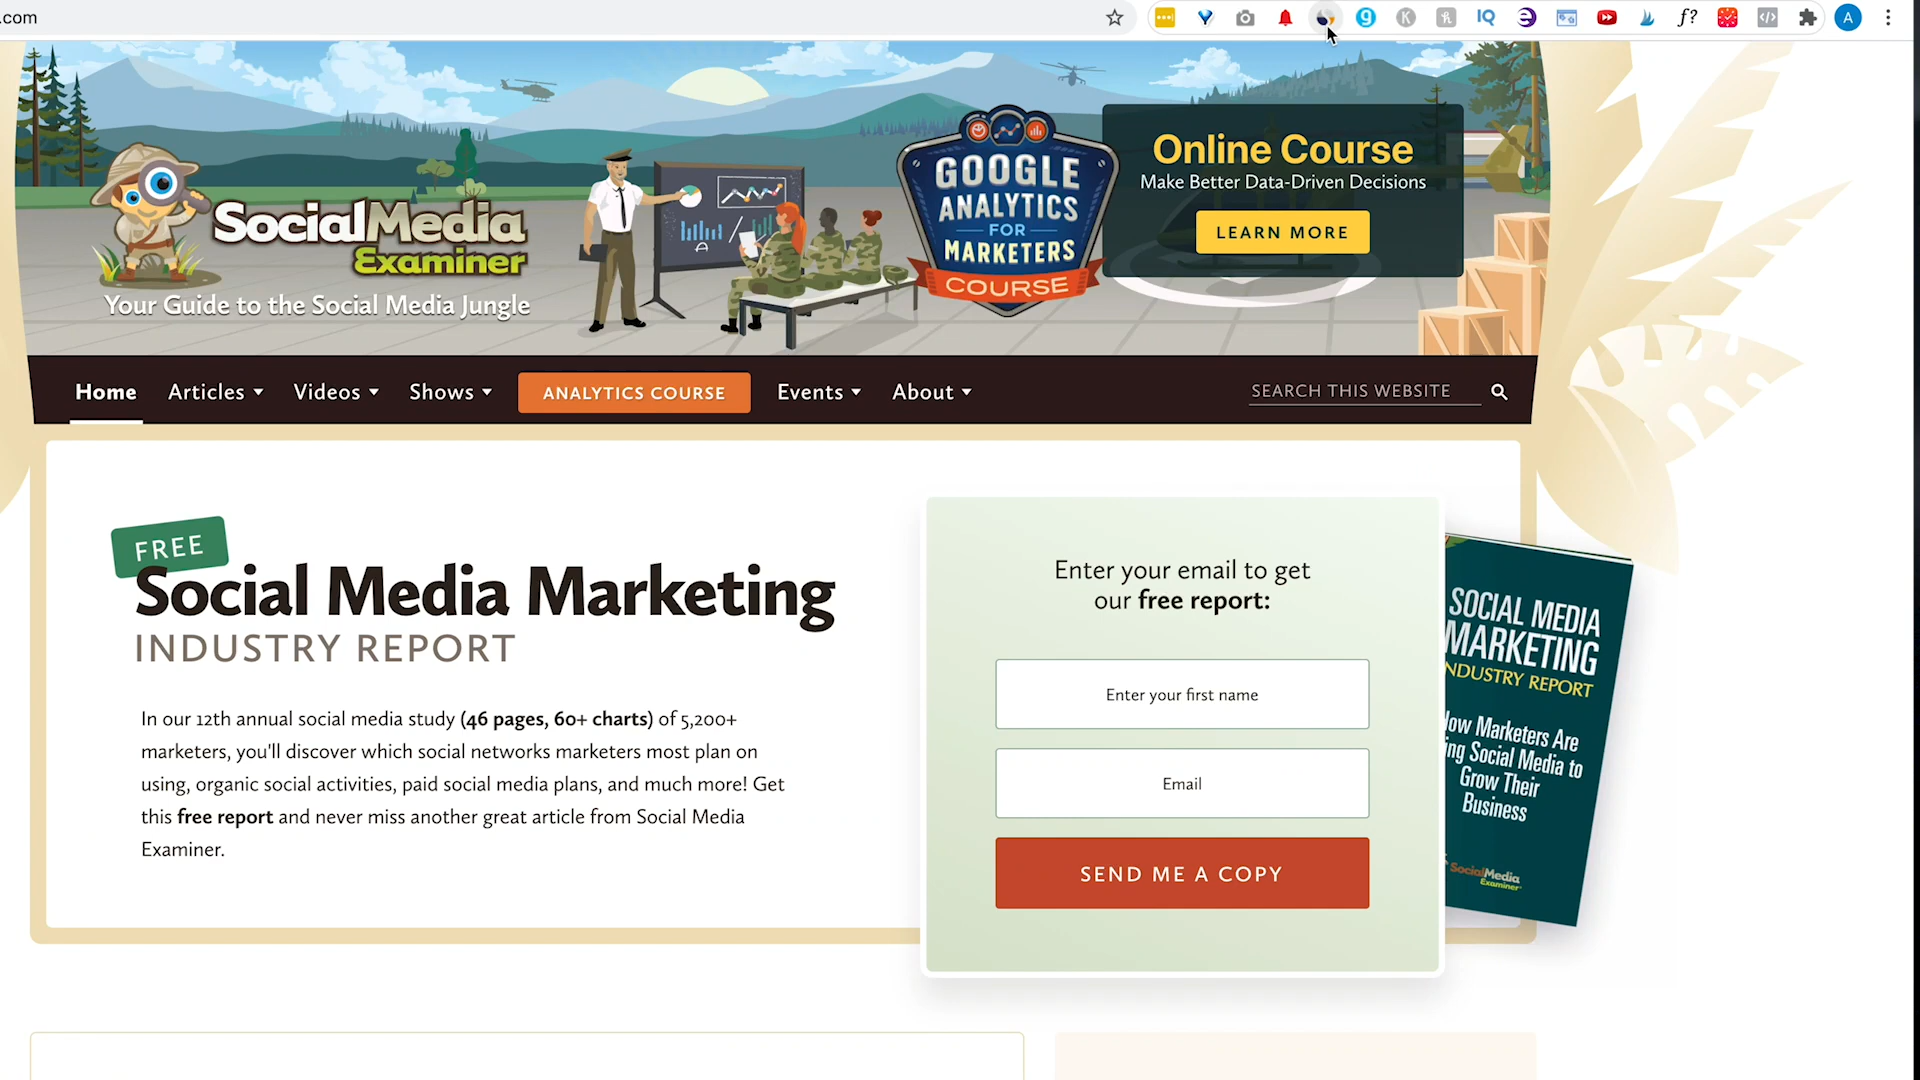 .com
IQ
f?
A
SocialMedia
Examiner
Your Guide to the Social Media Jungle
GOOGLE
ANALYTICS
FOR
MARKETERS
COURSE
Online Course
Make Better Data-Driven Decisions
LEARN MORE
Home
Articles
Videos
Shows
ANALYTICS COURSE
Events
About
SEARCH THIS WEBSITE
FREE
Social Media Marketing
INDUSTRY REPORT
In our 12th annual social media study (46 pages, 60+ charts) of 5,200+
marketers, you'll discover which social networks marketers most plan on
using, organic social activities, paid social media plans, and much more! Get
this free report and never miss another great article from Social Media
Examiner.
Enter your email to get
our free report:
Enter your first name
Email
SEND ME A COPY
SOCIAL MEDIA
MARKETING
NDUSTRY REPORT
ow Marketers Are
ing Social Media to
Grow Their
Business
SocialMedia
Examiner